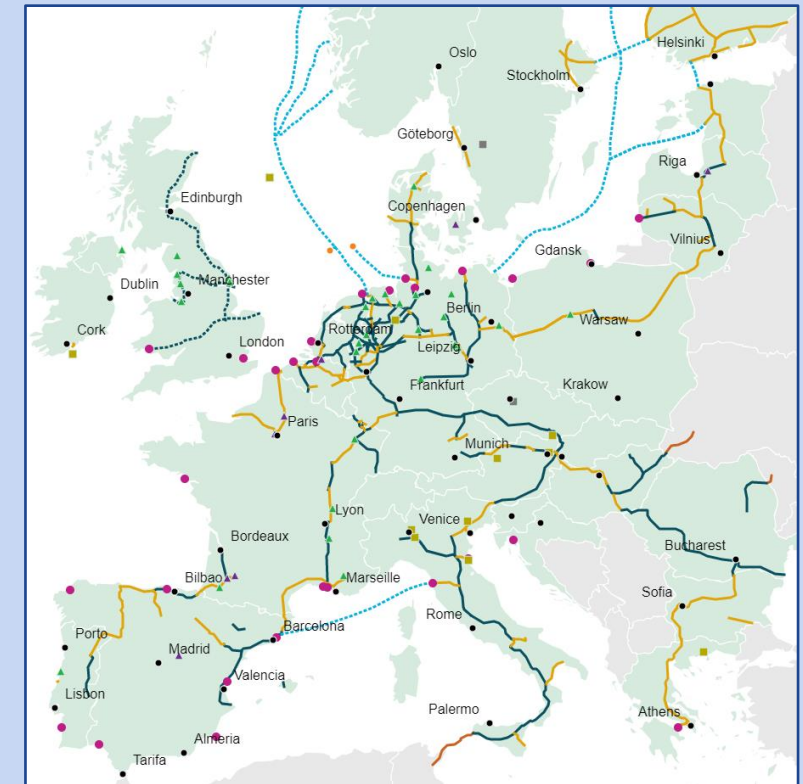 Helsinki
Oslo
Stockholm
Göteborg
Riga
Edinburgh
Copenhagen
Vilnius
Gdansk
Dublin
Manchester
Berlin
Warsaw
Cork
Rotterdam
London
Leipzig
Frankfurt
Krakow
Paris
Munich
Lyon
Venice
Bordeaux
Bucharest
Bilbao
Marseille
Sofia
Rome
Barcelona
Porto
Madrid
Valencia
Lisbon
Palermo
Athens
Almeria
Tarifa